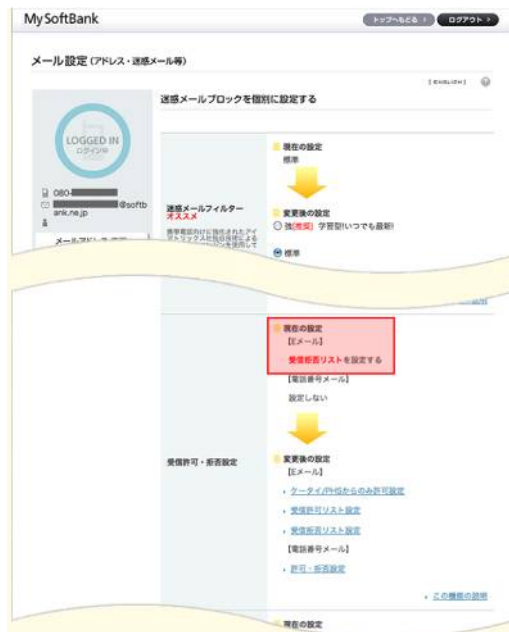 My SoftBank
トップへもどる
ログアウト
メール設定 (アドレス・迷惑メール等)
[ ENGLISH ]
迷惑メールブロックを個別に設定する
LOGGED IN
ログイン中
080-
@softb
ank.ne.jp
迷惑メールフィルター
オススメ
現在の設定
標準
変更後の設定
強(推奨) 学習型!いつでも最新!
標準
現在の設定
【Eメール】
受信拒否リストを設定する
【電話番号メール】
設定しない
受信許可・拒否設定
変更後の設定
【Eメール】
ケータイ/PHSからのみ許可設定
受信許可リスト設定
受信拒否リスト設定
【電話番号メール】
許可・拒否設定
この機能の説明
現在の設定